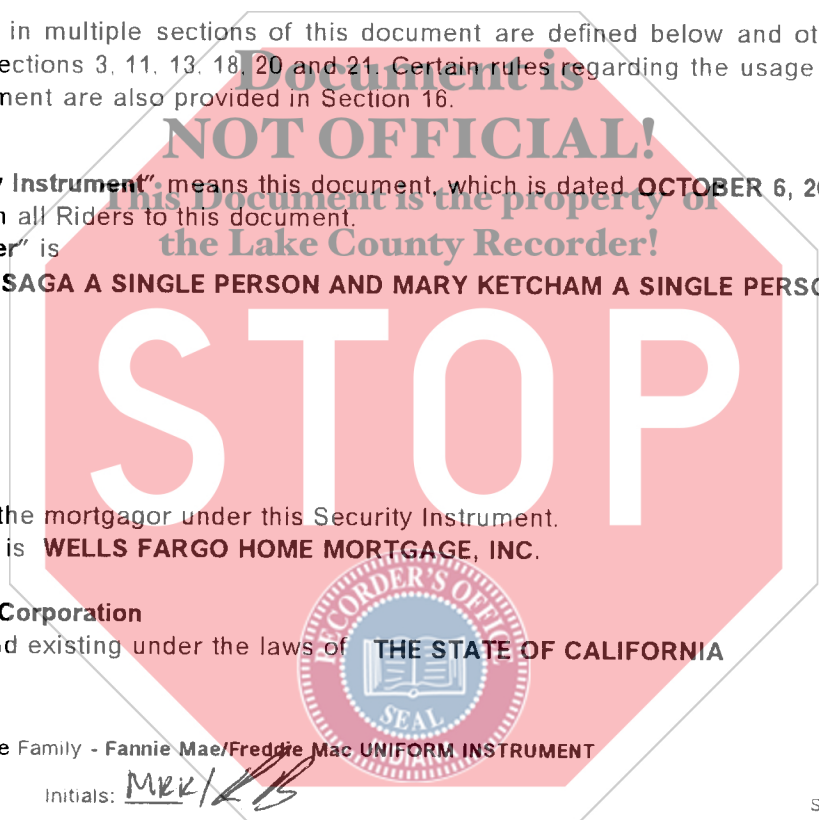 in multiple sections of this document are defined below and ot
ections 3, 11, 13, 18, 20 and 21. Certain rules regarding the usage
ment are also provided in Section 16.
Document is
NOT OFFICIAL!
This Document is the property of
the Lake County Recorder!
y Instrument" means this document, which is dated OCTOBER 6, 20
h all Riders to this document.
er" is
SAGA A SINGLE PERSON AND MARY KETCHAM A SINGLE PERSO
STOP
the mortgagor under this Security Instrument.
is WELLS FARGO HOME MORTGAGE, INC.
Corporation
d existing under the laws of THE STATE OF CALIFORNIA
RECORDER'S OFFICE
SEAL
INDIANA
e Family - Fannie Mae/Freddie Mac UNIFORM INSTRUMENT
Initials: MRK/
S